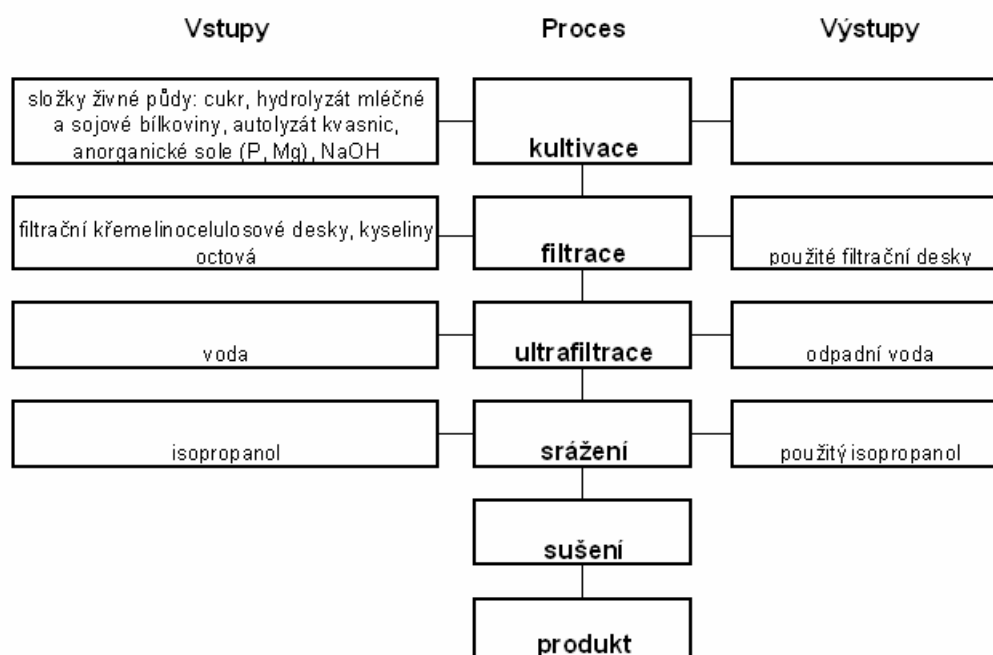 Vstupy
Proces
Výstupy
složky živné půdy: cukr, hydrolyzát mléčné
a sojové bílkoviny, autolyzát kvasnic,
anorganické sole (P, Mg), NaOH
kultivace
filtrační křemelinocelulosové desky, kyseliny
octová
filtrace
použité filtrační desky
voda
ultrafiltrace
odpadní voda
isopropanol
srážení
použitý isopropanol
sušení
produkt